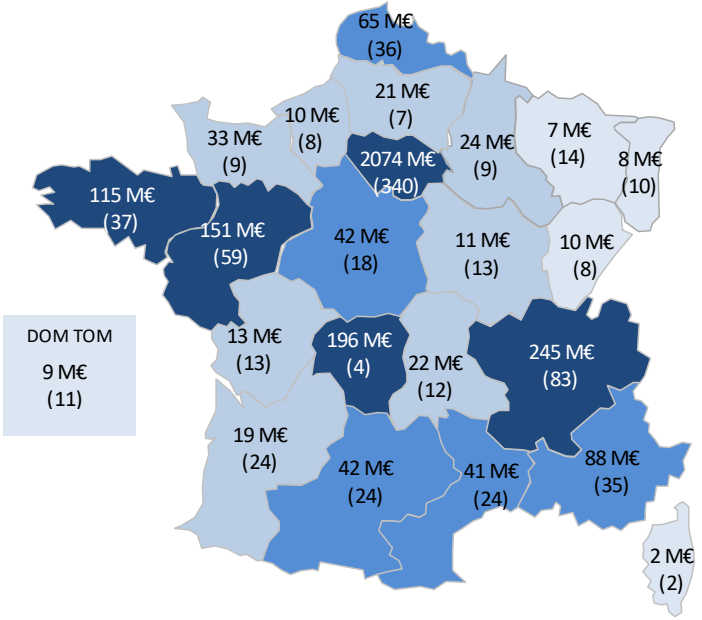 65 M€
(36)
21 M€
(7)
10 M€
(8)
33 M€
(9)
24 M€
(9)
7 M€
(14)
8 M€
(10)
2074 M€
(340)
115 M€
(37)
151 M€
(59)
42 M€
(18)
11 M€
(13)
10 M€
(8)
DOM TOM
9 M€
(11)
13 M€
(13)
196 M€
(4)
22 M€
(12)
245 M€
(83)
19 M€
(24)
42 M€
(24)
41 M€
(24)
88 M€
(35)
2 M€
(2)